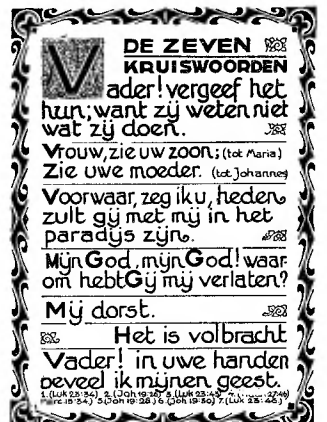 DE ZEVEN
KRUISWOORDEN
Vader! vergeef het
hun; want zij weten niet
wat zij doen.
Vrouw, zie uw zoon; (tot Maria)
Zie uwe moeder. (tot Johannes)
Voorwaar, zeg ik u, heden
zult gij met mij in het
paradijs zijn.
Mijn God, mijn God! waar-
om hebt Gij mij verlaten?
Mij dorst.
Het is volbracht
Vader! in uwe handen
beveel ik mijnen geest.
1. (Luk 23:34) 2. (Joh 19:26) 3. (Luk 23:43) 4. 27:46)
15:34) 5. (Joh 19:28) 6. (Joh 19:30) 7. (Luk 23:46)